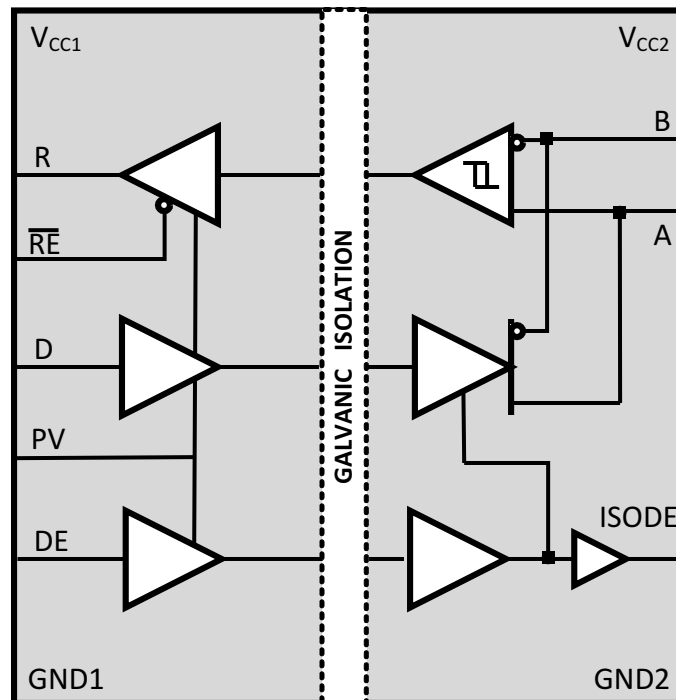 VCC1
VCC2
B
R
RE
A
D
GALVANIC ISOLATION
PV
DE
ISODE
GND1
GND2